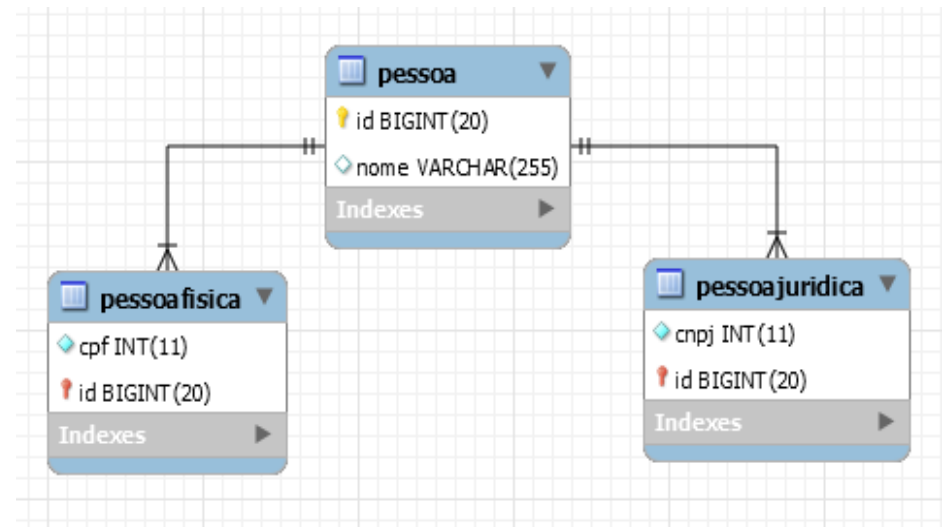 pessoa
id BIGINT(20)
nome VARCHAR(255)
Indexes
pessoafisica
cpf INT(11)
id BIGINT(20)
Indexes
pessoajuridica
cnpj INT(11)
id BIGINT(20)
Indexes